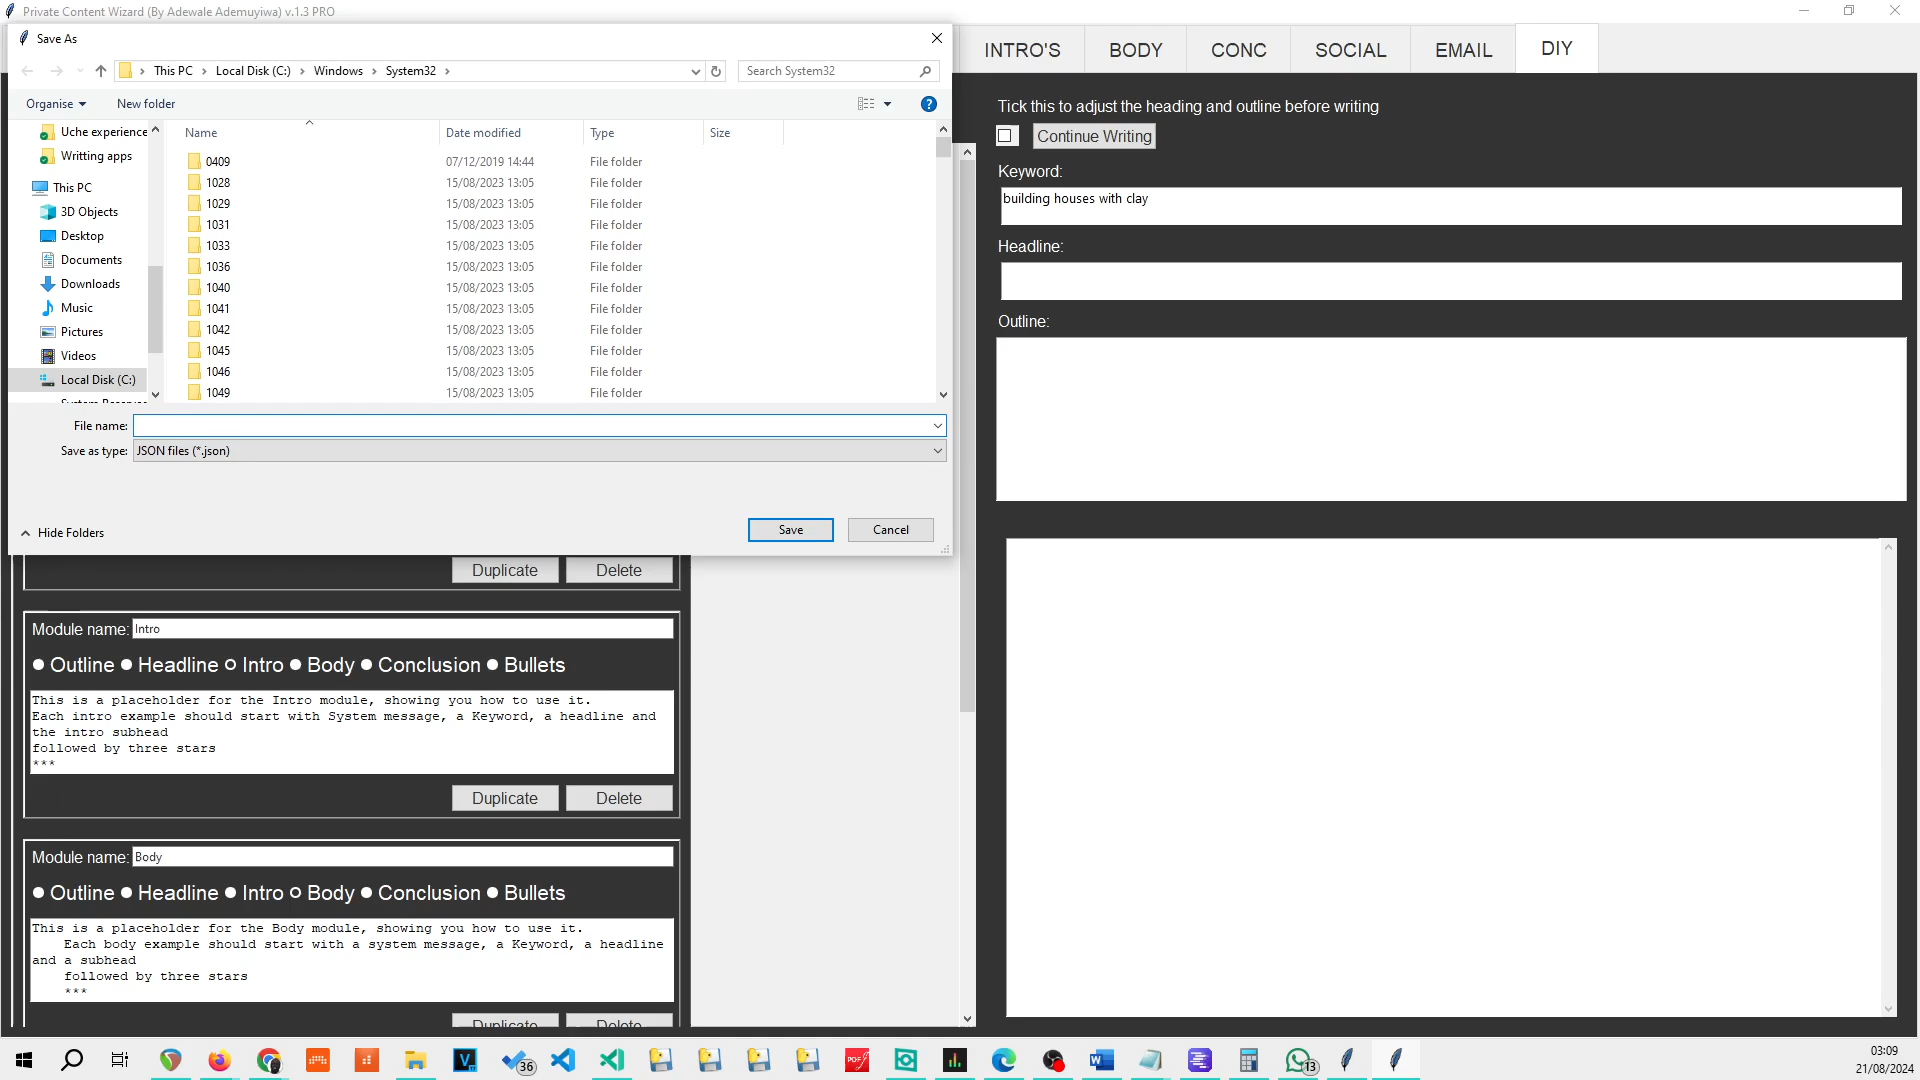 Private Content Wizard (By Adewale Ademuyiwa) v.1.3 PRO
Save As
This PC
Local Disk (C:)
Windows
System32
Search System32
Organise
New folder
Uche experience
Writting apps
This PC
3D Objects
Desktop
Documents
Downloads
Music
Pictures
Videos
Local Disk (C:)
Name Date modified Type Size
0409 07/12/2019 14:44 File folder
1028 15/08/2023 13:05 File folder
1029 15/08/2023 13:05 File folder
1031 15/08/2023 13:05 File folder
1033 15/08/2023 13:05 File folder
1036 15/08/2023 13:05 File folder
1040 15/08/2023 13:05 File folder
1041 15/08/2023 13:05 File folder
1042 15/08/2023 13:05 File folder
1045 15/08/2023 13:05 File folder
1046 15/08/2023 13:05 File folder
1049 15/08/2023 13:05 File folder
File name:
Save as type: JSON files (*.json)
Hide Folders
Save Cancel
Duplicate Delete
Module name: Intro
Outline Headline Intro Body Conclusion Bullets
This is a placeholder for the Intro module, showing you how to use it.
Each intro example should start with System message, a Keyword, a headline and
the intro subhead
followed by three stars
***
Duplicate Delete
Module name: Body
Outline Headline Intro Body Conclusion Bullets
This is a placeholder for the Body module, showing you how to use it.
Each body example should start with a system message, a Keyword, a headline
and a subhead
followed by three stars
***
Duplicate Delete
INTRO'S BODY CONC SOCIAL EMAIL DIY
Tick this to adjust the heading and outline before writing
Continue Writing
Keyword:
building houses with clay
Headline:
Outline:
36
PDF
13
03:09
21/08/2024